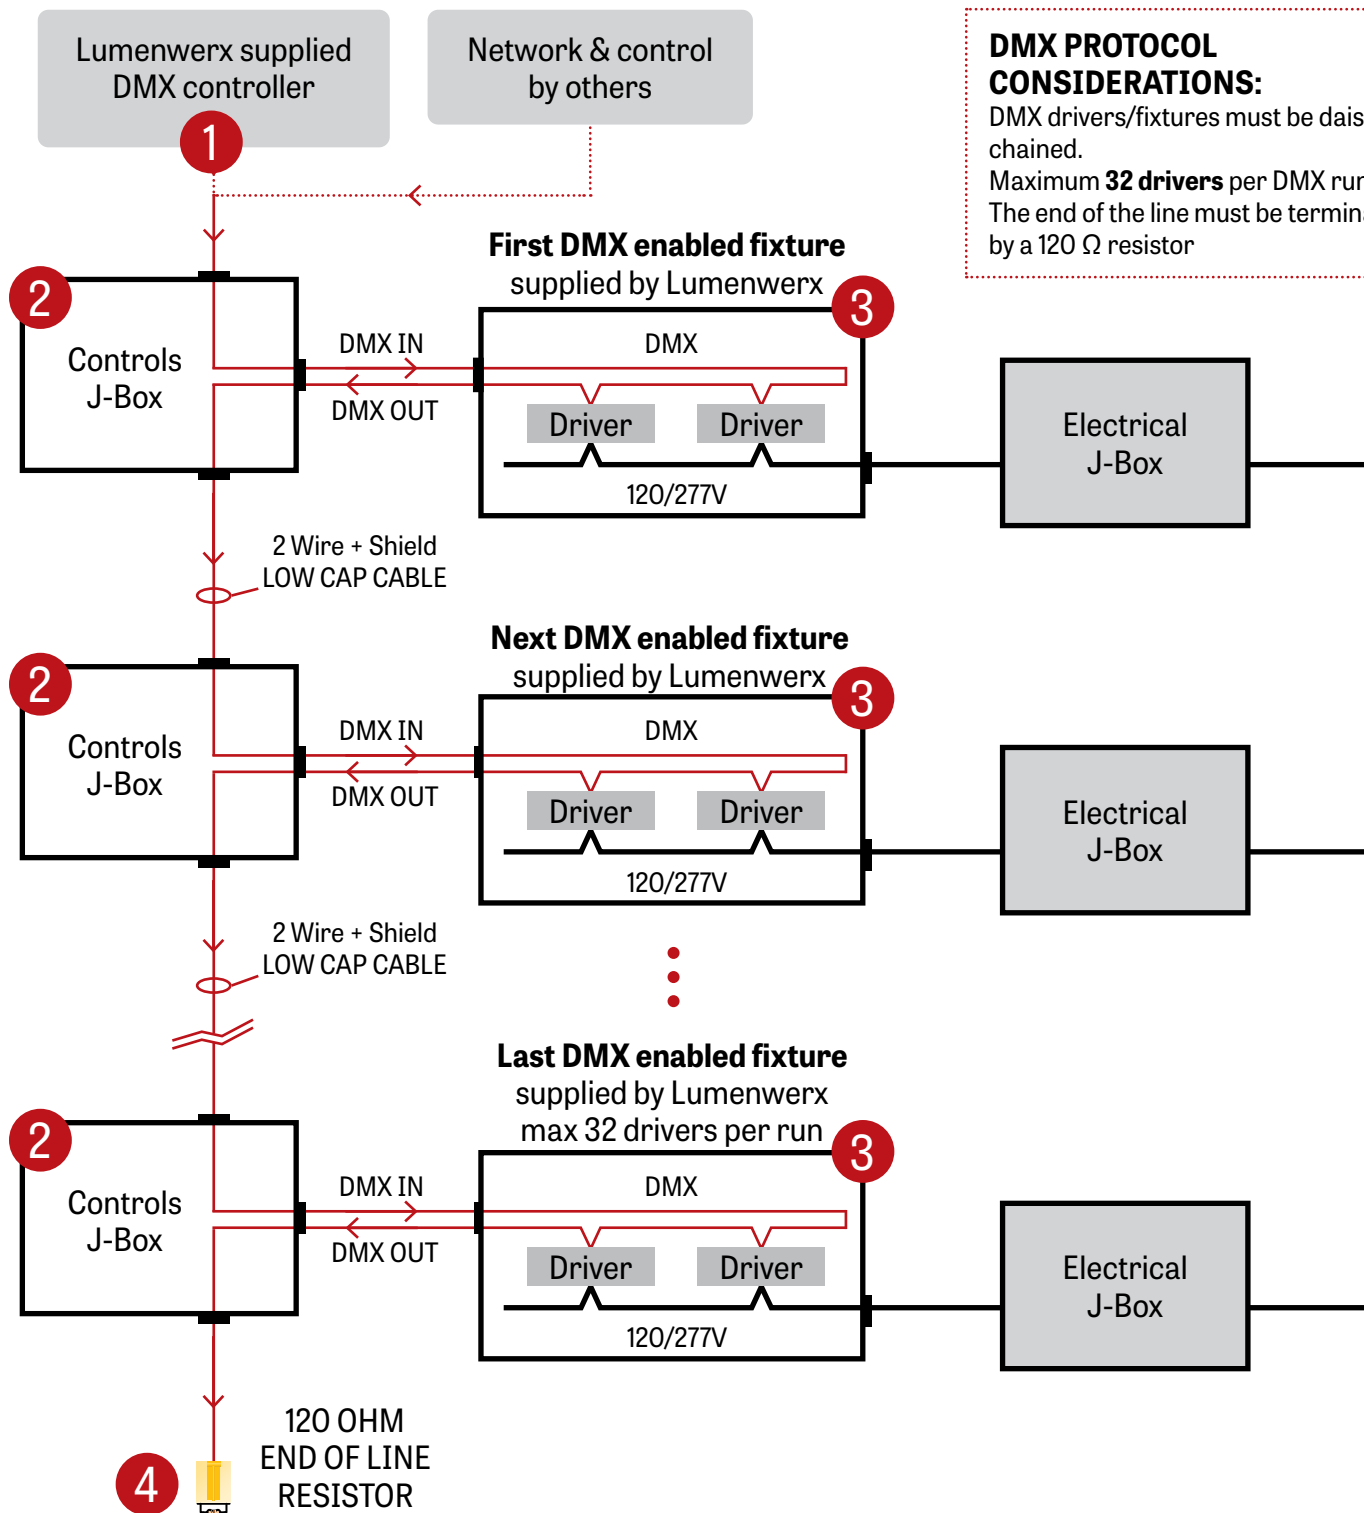 Lumenwerx supplied
DMX controller
1
Network & control
by others
DMX PROTOCOL
CONSIDERATIONS:
DMX drivers/fixtures must be
chained.
Maximum 32 drivers per DMX run
The end of the line must be
by a 120 Ω resistor
First DMX enabled fixture
supplied by Lumenwerx
2
Controls
J-Box
DMX IN
DMX OUT
3
DMX
Driver
Driver
120/277V
Electrical
J-Box
2 Wire + Shield
LOW CAP CABLE
Next DMX enabled fixture
supplied by Lumenwerx
2
Controls
J-Box
DMX IN
DMX OUT
3
DMX
Driver
Driver
120/277V
Electrical
J-Box
2 Wire + Shield
LOW CAP CABLE
Last DMX enabled fixture
supplied by Lumenwerx
max 32 drivers per run
2
Controls
J-Box
DMX IN
DMX OUT
3
DMX
Driver
Driver
120/277V
Electrical
J-Box
4
120 OHM
END OF LINE
RESISTOR